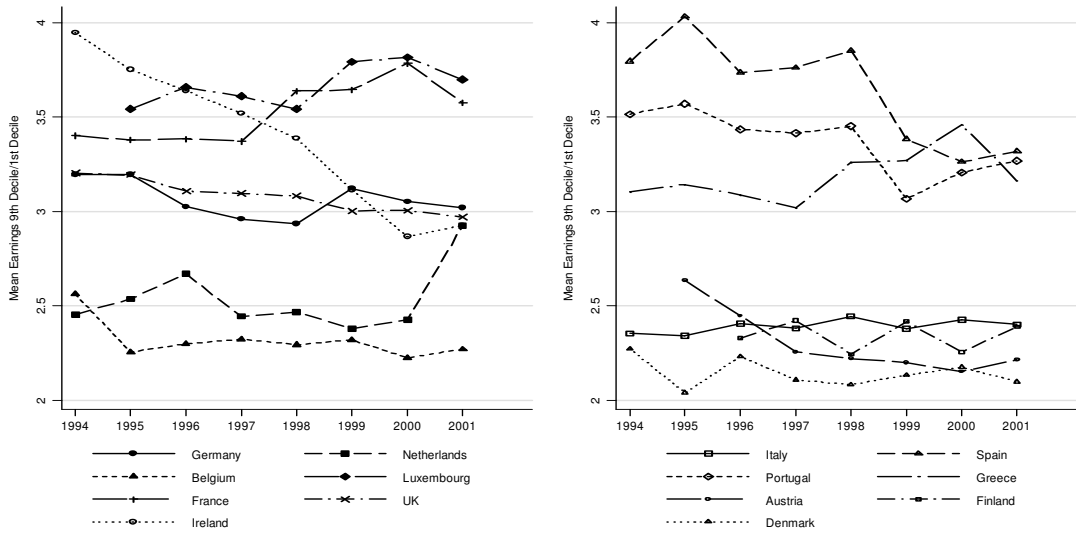 Mean Earnings 9th Decile/1st Decile
4
3.5
3
2.5
2
1994 1995 1996 1997 1998 1999 2000 2001
Germany Netherlands
Belgium Luxembourg
France UK
Ireland
Mean Earnings 9th Decile/1st Decile
4
3.5
3
2.5
2
1994 1995 1996 1997 1998 1999 2000 2001
Italy Spain
Portugal Greece
Austria Finland
Denmark